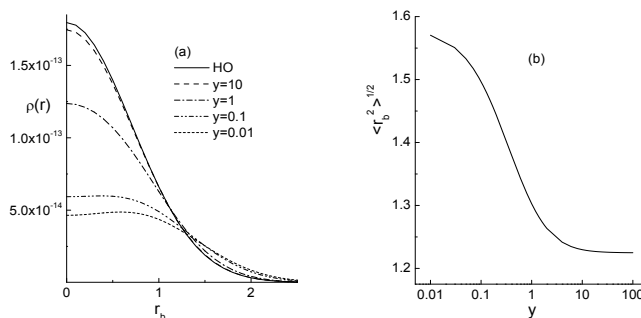 (a)
HO
y=10
y=1
y=0.1
y=0.01
1.5x10⁻¹³
ρ(r)
1.0x10⁻¹³
5.0x10⁻¹⁴
0 1 2
r_b
(b)
1.6
1.5
1.4
1.3
1.2
<r_b²>^1/2
0.01 0.1 1 10 100
y